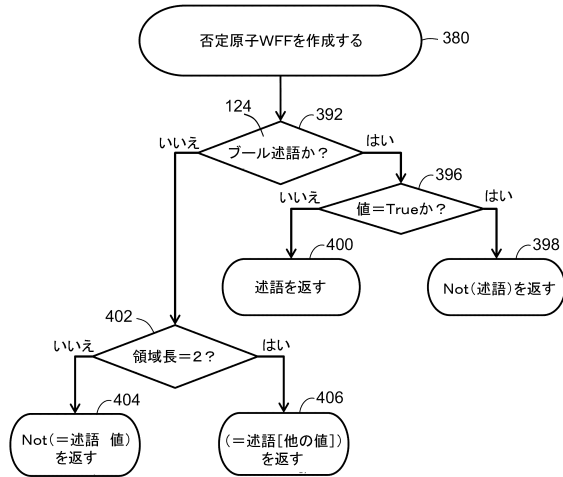 否定原子WFFを作成する
380
124
392
いいえ
ブール述語か？
はい
396
いいえ
値＝Trueか？
はい
400
398
述語を返す
Not（述語）を返す
402
いいえ
領域長＝2？
はい
404
406
Not（＝述語　値）
を返す
（＝述語[他の値]）
を返す